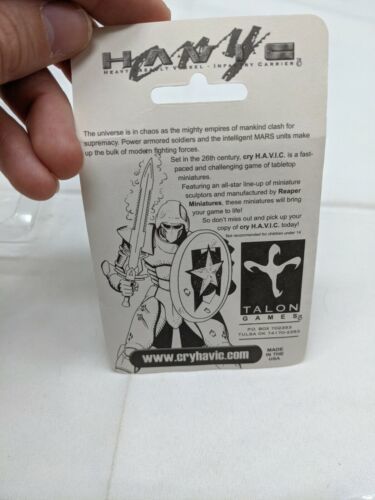 H.A.V.I.C
Heavy Assault Vessel - Infantry Carrier
The universe is in chaos as the mighty empires of mankind clash for
supremacy. Power armored soldiers and the intelligent MARS units make
up the bulk of modern fighting forces.
Set in the 26th century, cry H.A.V.I.C. is a fast-
paced and challenging game of tabletop
miniatures.
Featuring an all-star line-up of miniature
sculptors and manufactured by Reaper
Miniatures, these miniatures will bring
your game to life!
So don't miss out and pick up your
copy of cry H.A.V.I.C. today!
Not recommended for children under 14
TALON
GAMES
P.O. BOX 702353
TULSA OK 74170-2353
www.cryhavic.com
MADE
IN THE
USA